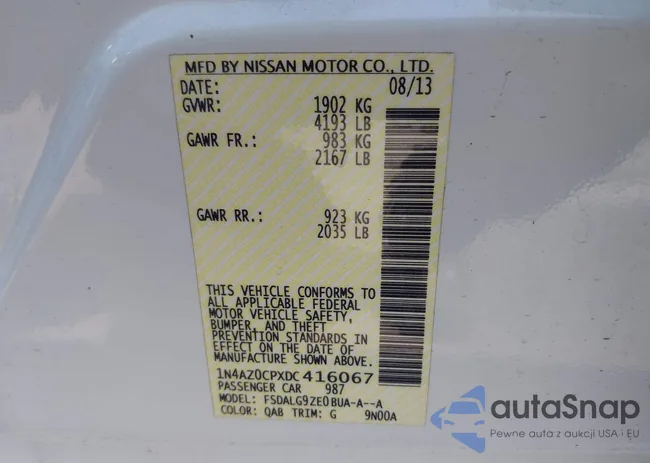 MFD BY NISSAN MOTOR CO., LTD.
DATE: 08/13
GVWR: 1902 KG
4193 LB
GAWR FR.: 983 KG
2167 LB
GAWR RR.: 923 KG
2035 LB
THIS VEHICLE CONFORMS TO
ALL APPLICABLE FEDERAL
MOTOR VEHICLE SAFETY,
BUMPER, AND THEFT
PREVENTION STANDARDS IN
EFFECT ON THE DATE OF
MANUFACTURE SHOWN ABOVE.
1N4AZ0CPXDC416067
PASSENGER CAR 987
MODEL: FSDALG9ZE0BUA-A--A
COLOR: QAB TRIM: G 9N00A
autoSnap
Pewne auta z aukcji USA i EU